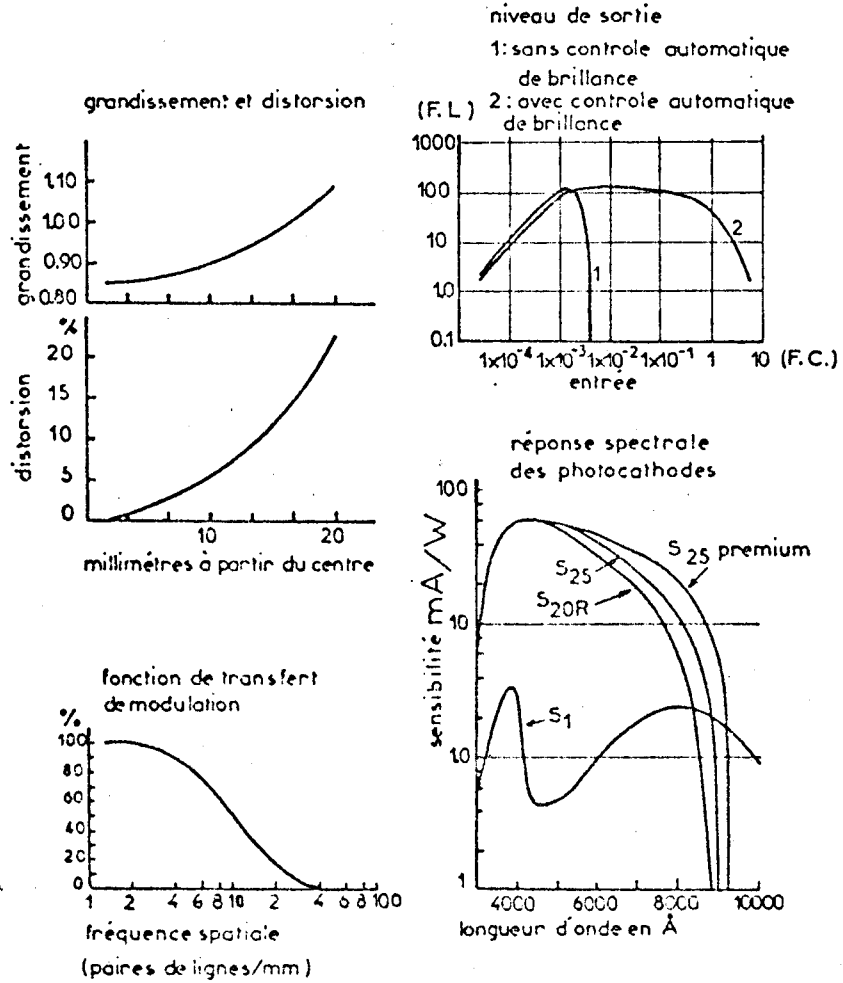 grandissement et distorsion
grandissement
1.10
1.00
0.90
0.80
%
distorsion
20
15
10
5
0
10
20
millimétres à partir du centre
niveau de sortie
1: sans controle automatique
de brillance
2: avec controle automatique
de brillance
(F.L)
1000
100
10
1.0
0.1
1
2
1x10⁻⁴ 1x10⁻³ 1x10⁻² 1x10⁻¹ 1 10 (F.C.)
entrée
fonction de transfert
de modulation
%
100
80
60
40
20
0
1 2 4 6 8 10 2 4 6 8 100
fréquence spatiale
(paires de lignes/mm)
réponse spectrale
des photocathodes
sensibilité mA/W
100
10
1.0
.1
S25 premium
S25
S20R
S1
4000 6000 8000 10000
longueur d'onde en Å